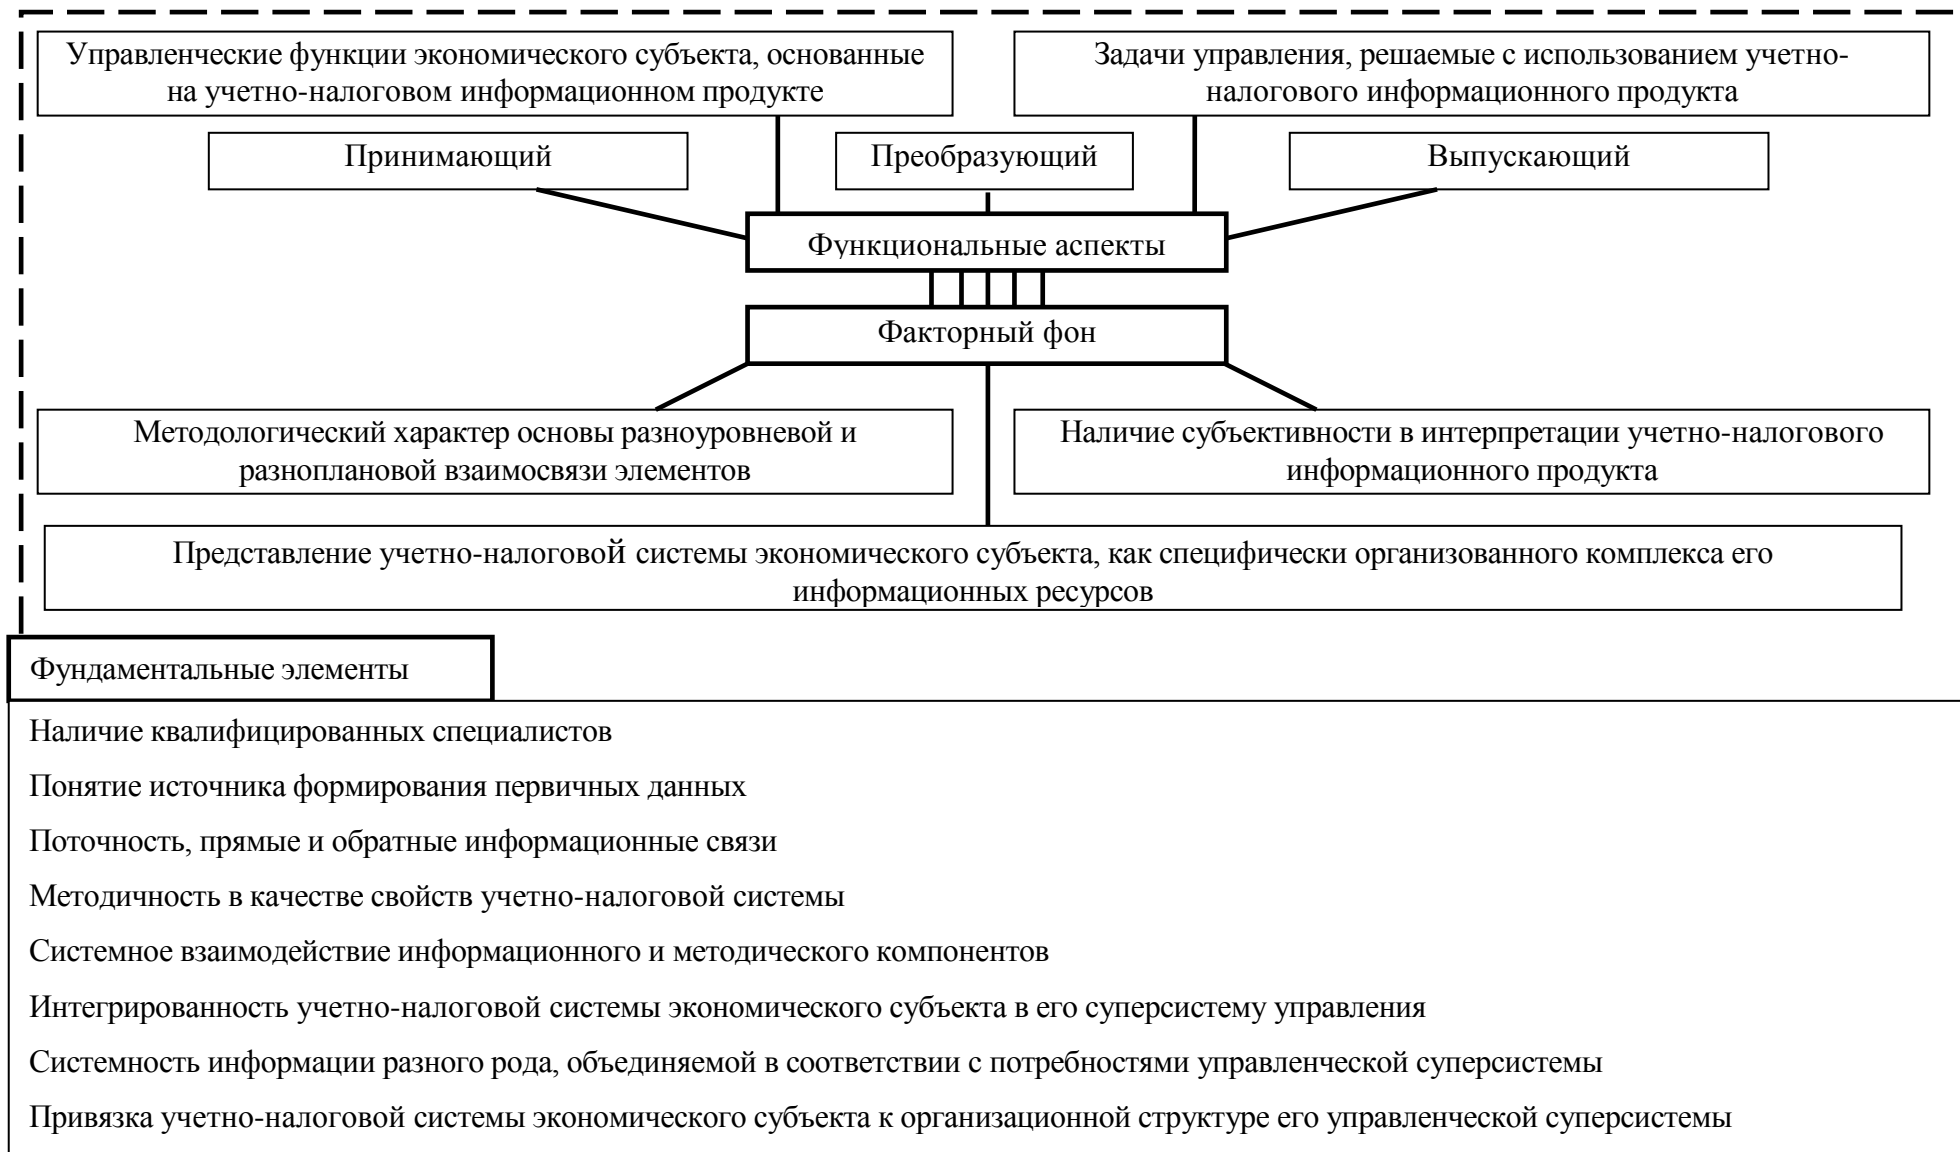 Управленческие функции экономического субъекта, основанные
на учетно-налоговом информационном продукте
Задачи управления, решаемые с использованием учетно-
налогового информационного продукта
Принимающий
Преобразующий
Выпускающий
Функциональные аспекты
Факторный фон
Методологический характер основы разноуровневой и
разноплановой взаимосвязи элементов
Наличие субъективности в интерпретации учетно-налогового
информационного продукта
Представление учетно-налоговой системы экономического субъекта, как специфически организованного комплекса его
информационных ресурсов
Фундаментальные элементы
Наличие квалифицированных специалистов
Понятие источника формирования первичных данных
Поточность, прямые и обратные информационные связи
Методичность в качестве свойств учетно-налоговой системы
Системное взаимодействие информационного и методического компонентов
Интегрированность учетно-налоговой системы экономического субъекта в его суперсистему управления
Системность информации разного рода, объединяемой в соответствии с потребностями управленческой суперсистемы
Привязка учетно-налоговой системы экономического субъекта к организационной структуре его управленческой суперсистемы